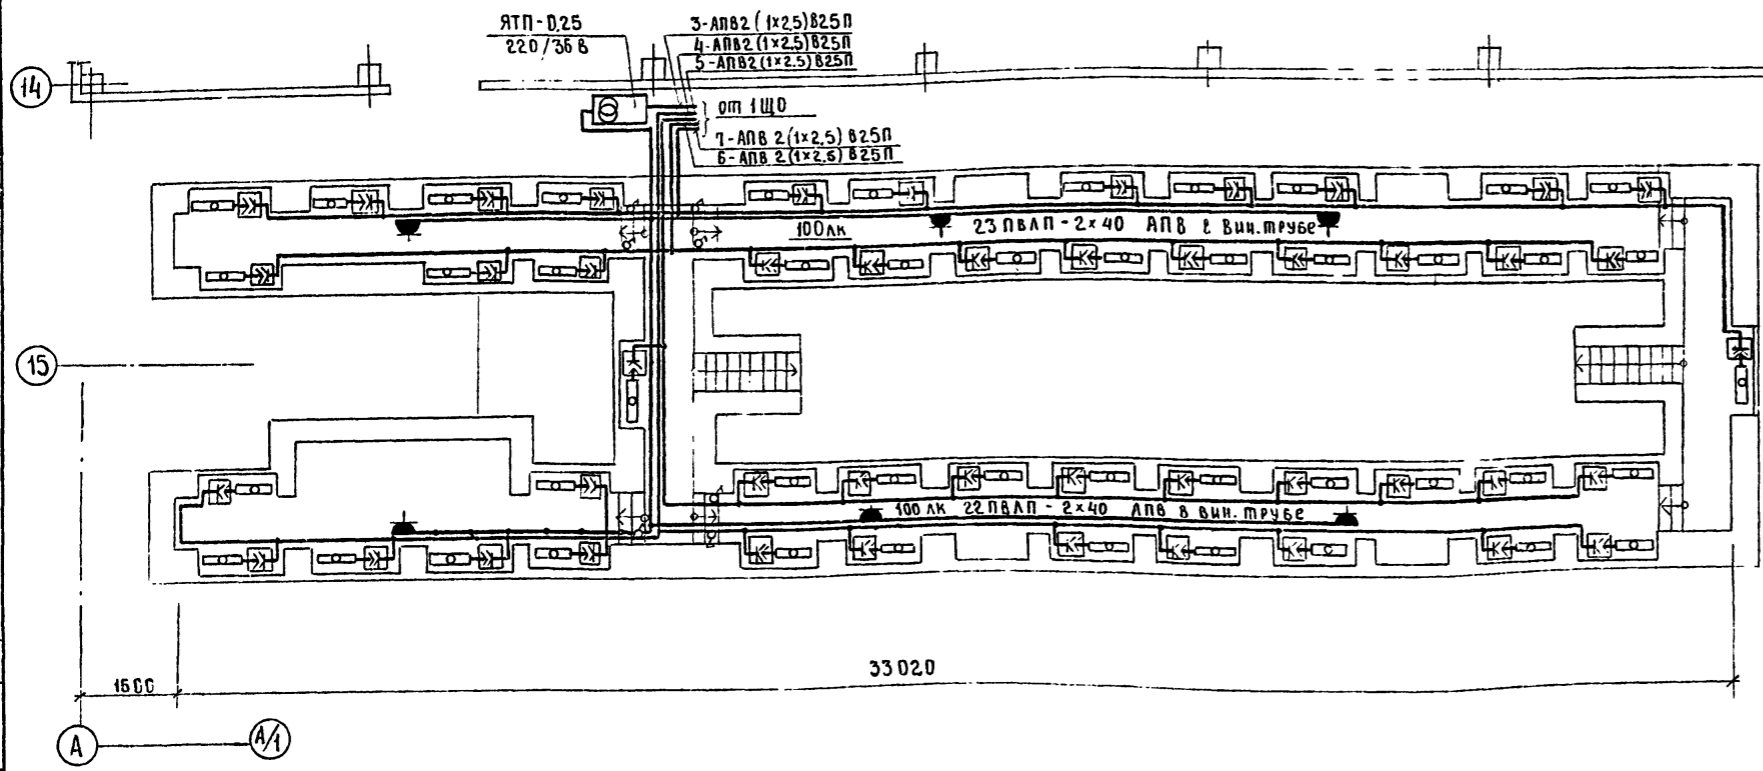 ЯТП-0,25
220/36 В
3-АПВ2 (1х2,5)В25П
4-АПВ2 (1х2,5)В25П
5-АПВ2 (1х2,5)В25П
14
от 1ЩО
7-АПВ 2(1х2,5) В25П
6-АПВ 2(1х2,5) В25П
100 лк
23 ПВЛП - 2х40 АПВ в вин. трубе
15
100 лк 22 ПВЛП - 2х40 АПВ в вин. трубе
33020
1500
А
А/1